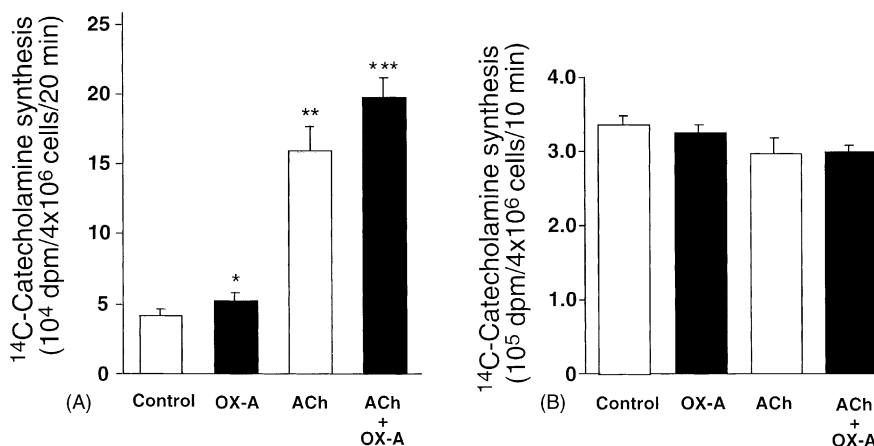 ¹⁴C-Catecholamine synthesis
(10⁴ dpm/4x10⁶ cells/20 min)
25
20
15
10
5
0
*
**
***
Control
OX-A
ACh
ACh
+
OX-A
(A)
¹⁴C-Catecholamine synthesis
(10⁵ dpm/4x10⁶ cells/10 min)
4.0
3.0
2.0
1.0
0
Control
OX-A
ACh
ACh
+
OX-A
(B)